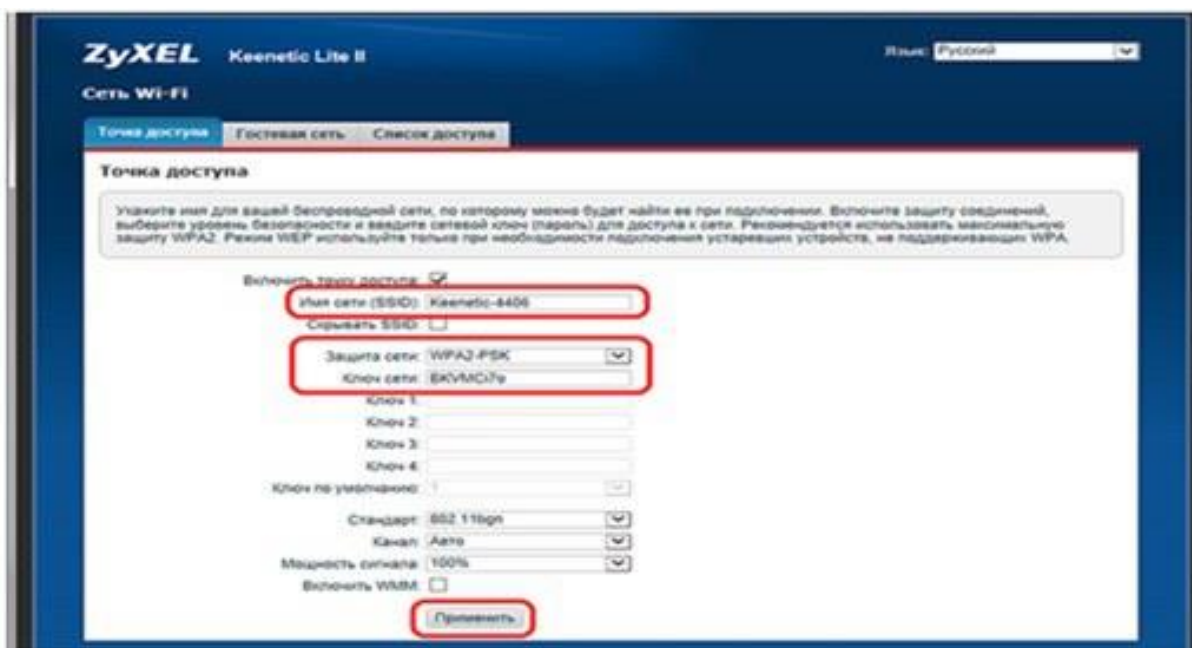 ZyXEL Keenetic Lite II
Язык: Русский
Сеть Wi-Fi
Точка доступа Гостевая сеть Список доступа
Точка доступа
Укажите имя для вашей беспроводной сети, по которому можно будет найти ее при подключении. Включите защиту соединений,
выберите уровень безопасности и введите сетевой ключ (пароль) для доступа к сети. Рекомендуется использовать максимальную
защиту WPA2. Режим WEP используйте только при необходимости подключения устаревших устройств, не поддерживающих WPA.
Включить точку доступа:
Имя сети (SSID): Keenetic-4406
Скрывать SSID:
Защита сети: WPA2-PSK
Ключ сети:
Ключ 1:
Ключ 2:
Ключ 3:
Ключ 4:
Ключ по умолчанию: 1
Стандарт: 802.11bgn
Канал: Авто
Мощность сигнала: 100%
Включить WMM:
Применить